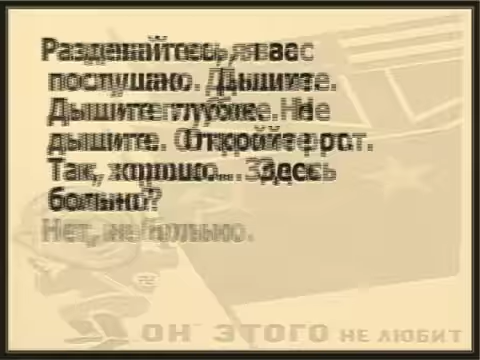 Раздевайтесь, я вас
послушаю. Дышите.
Дышите глубже. Не
дышите. Откройте рот.
Так, хорошо... Здесь
больно?
Нет, не больно.
ОН ЭТОГО НЕ ЛЮБИТ